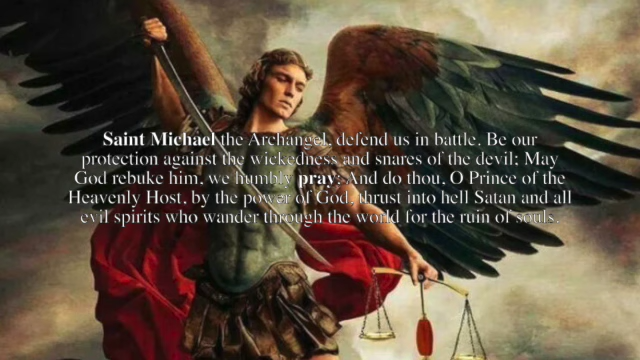 Saint Michael the Archangel, defend us in battle. Be our
protection against the wickedness and snares of the devil; May
God rebuke him, we humbly pray; And do thou, O Prince of the
Heavenly Host, by the power of God, thrust into hell Satan and all
evil spirits who wander through the world for the ruin of souls.